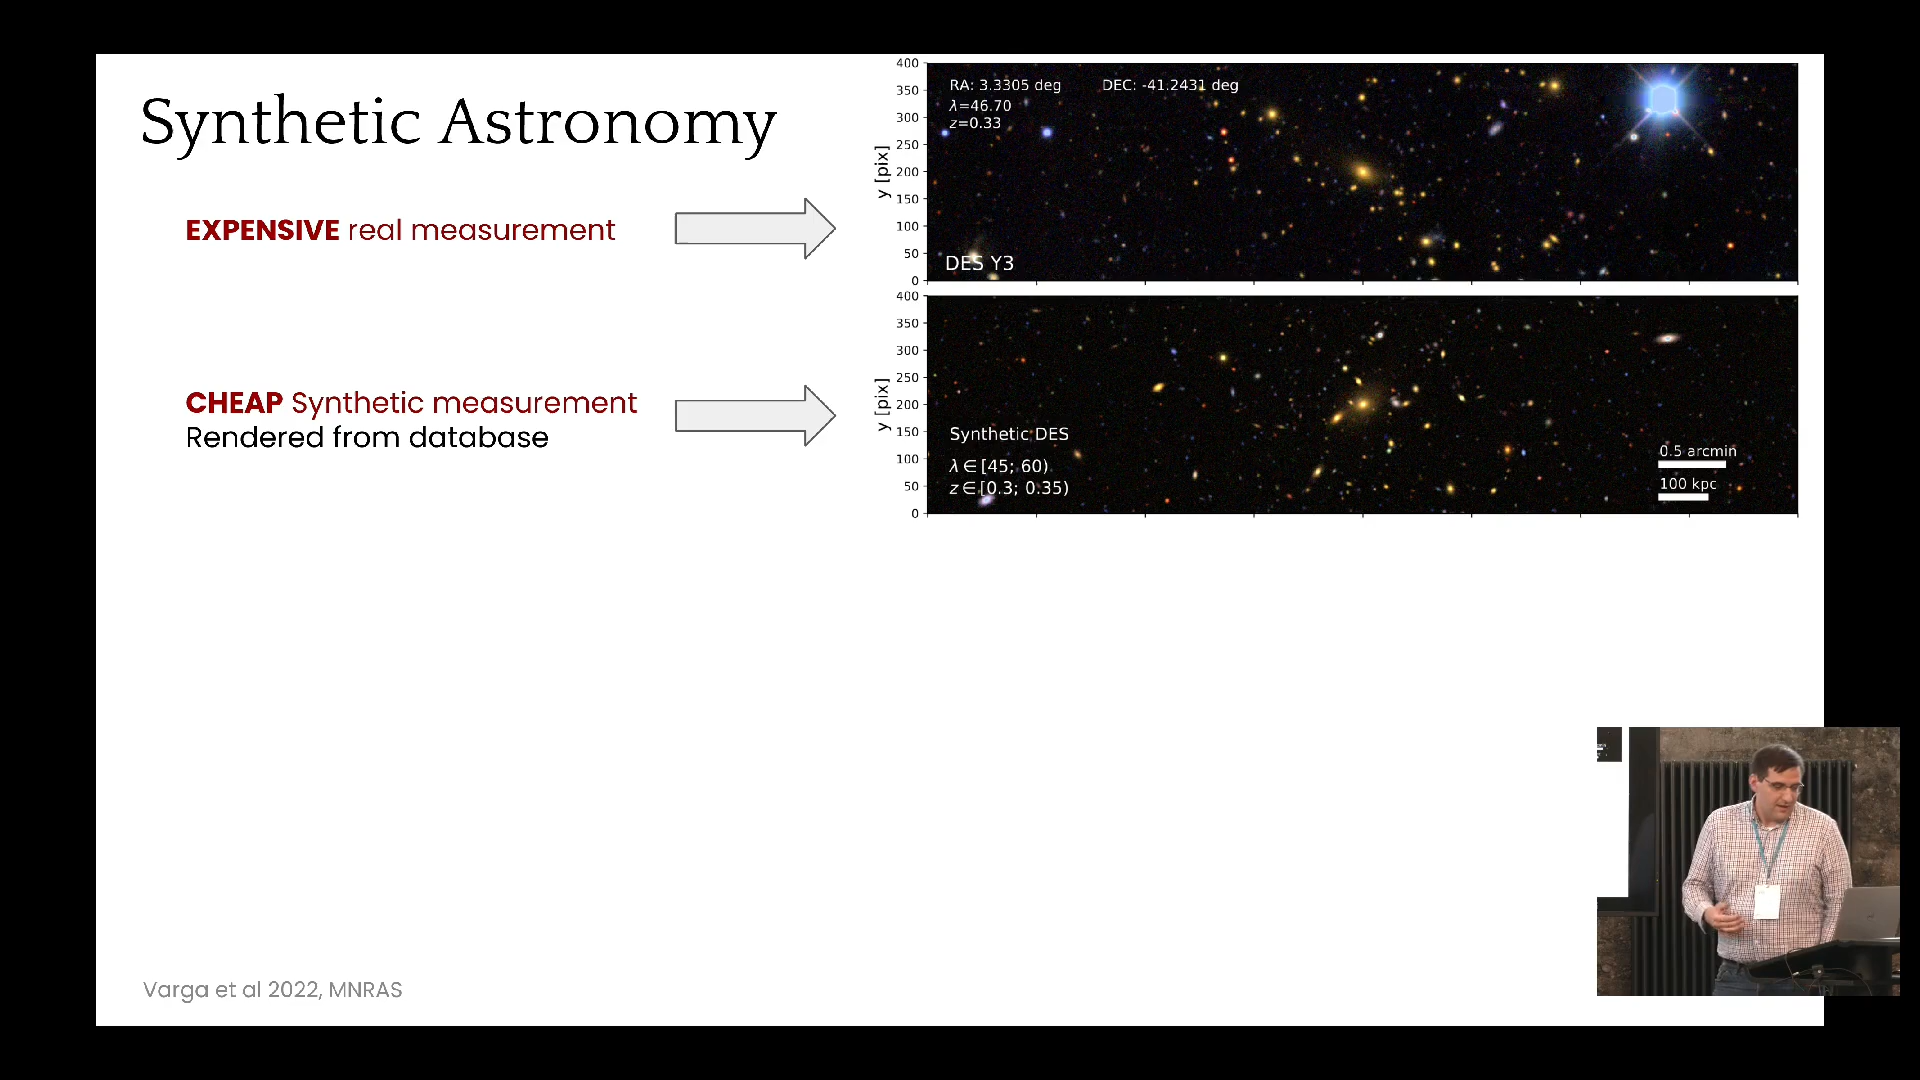 Synthetic Astronomy
EXPENSIVE real measurement
CHEAP Synthetic measurement
Rendered from database
400
350
300
250
200
150
100
50
0
y [pix]
RA: 3.3305 deg DEC: -41.2431 deg
λ=46.70
z=0.33
DES Y3
400
350
300
250
200
150
100
50
0
y [pix]
Synthetic DES
λ ∈ [45; 60)
z ∈ [0.3; 0.35)
0.5 arcmin
100 kpc
Varga et al 2022, MNRAS